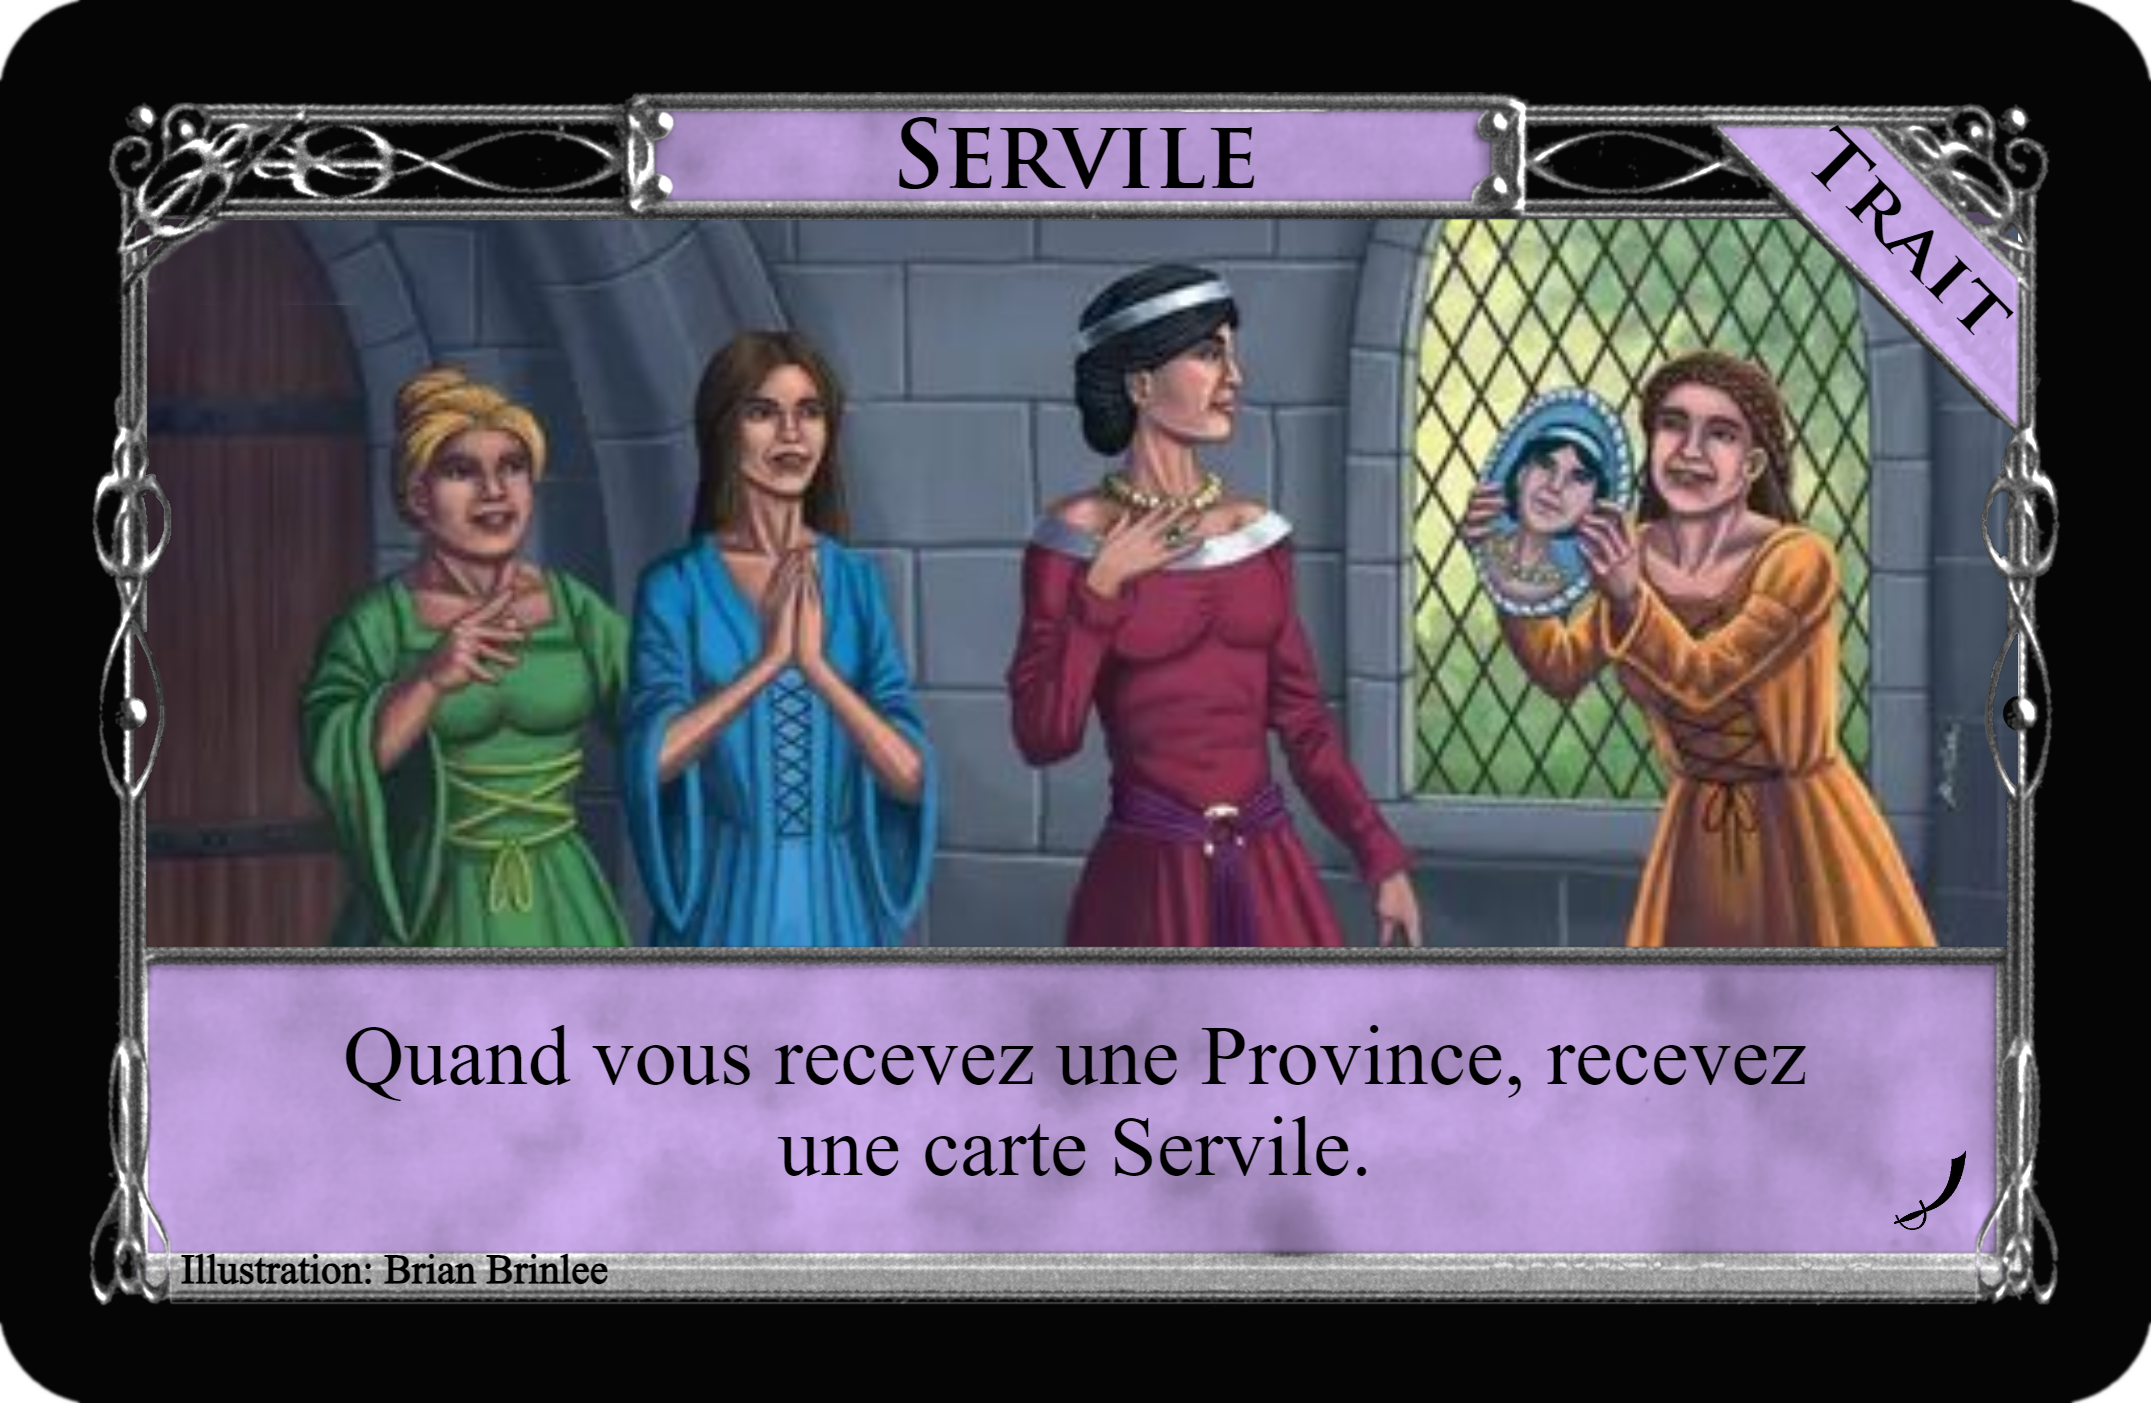 SERVILE
TRAIT
Quand vous recevez une Province, recevez
une carte Servile.
Illustration: Brian Brinlee